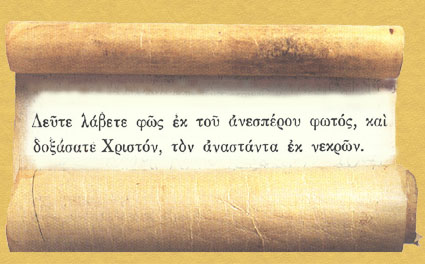 Δεῦτε λάβετε φῶς ἐκ τοῦ ἀνεσπέρου φωτός, καὶ
δοξάσατε Χριστόν, τὸν ἀναστάντα ἐκ νεκρῶν.